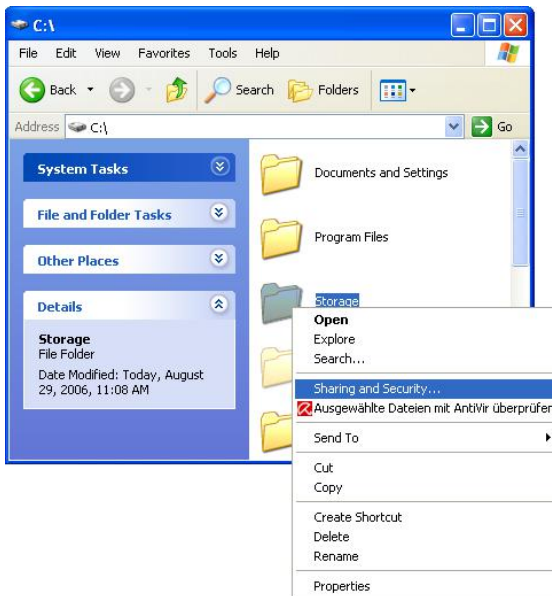 C:\
File Edit View Favorites Tools Help
Back Search Folders
Address C:\ Go
System Tasks
File and Folder Tasks
Other Places
Details
Storage
File Folder
Date Modified: Today, August
29, 2006, 11:08 AM
Documents and Settings
Program Files
Storage
Open
Explore
Search...
Sharing and Security...
Ausgewählte Dateien mit AntiVir überprüfen
Send To
Cut
Copy
Create Shortcut
Delete
Rename
Properties